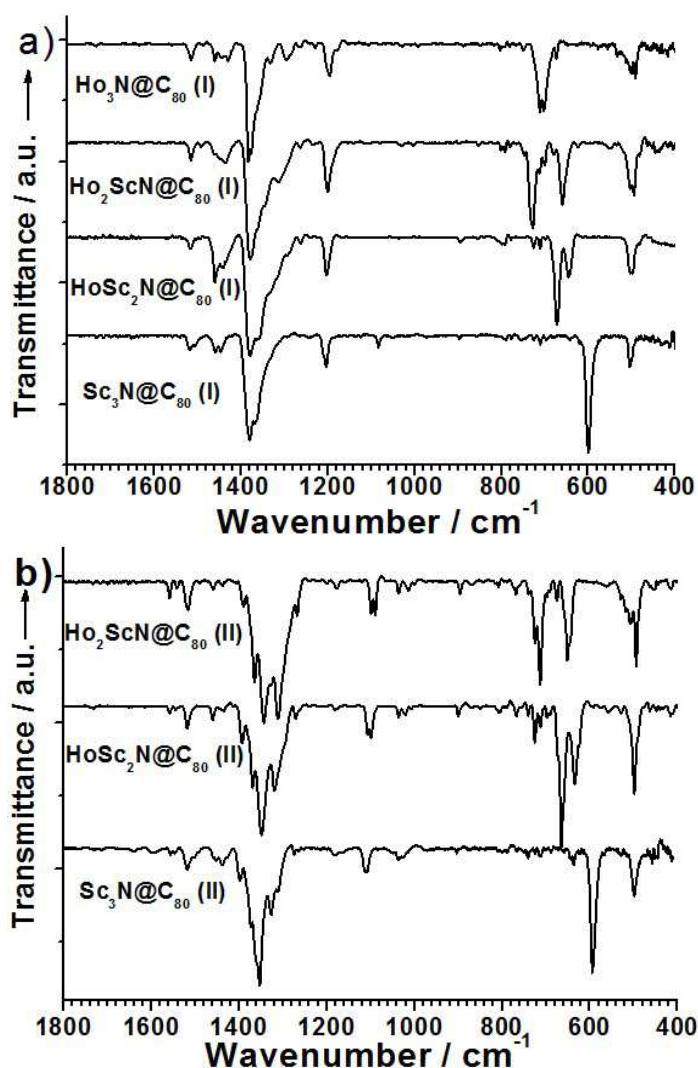 a)
Transmittance / a.u.
Ho₃N@C₈₀ (I)
Ho₂ScN@C₈₀ (I)
HoSc₂N@C₈₀ (I)
Sc₃N@C₈₀ (I)
1800 1600 1400 1200 1000 800 600 400
Wavenumber / cm⁻¹
b)
Transmittance / a.u.
Ho₂ScN@C₈₀ (II)
HoSc₂N@C₈₀ (II)
Sc₃N@C₈₀ (II)
1800 1600 1400 1200 1000 800 600 400
Wavenumber / cm⁻¹